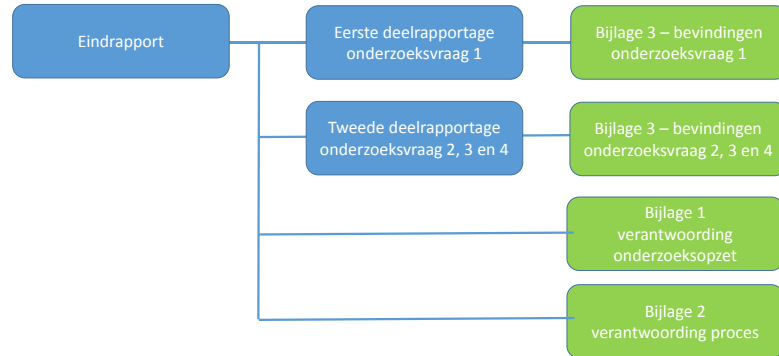 Eindrapport
Eerste deelrapportage
onderzoeksvraag 1
Bijlage 3 – bevindingen
onderzoeksvraag 1
Tweede deelrapportage
onderzoeksvraag 2, 3 en 4
Bijlage 3 – bevindingen
onderzoeksvraag 2, 3 en 4
Bijlage 1
verantwoording
onderzoeksopzet
Bijlage 2
verantwoording proces